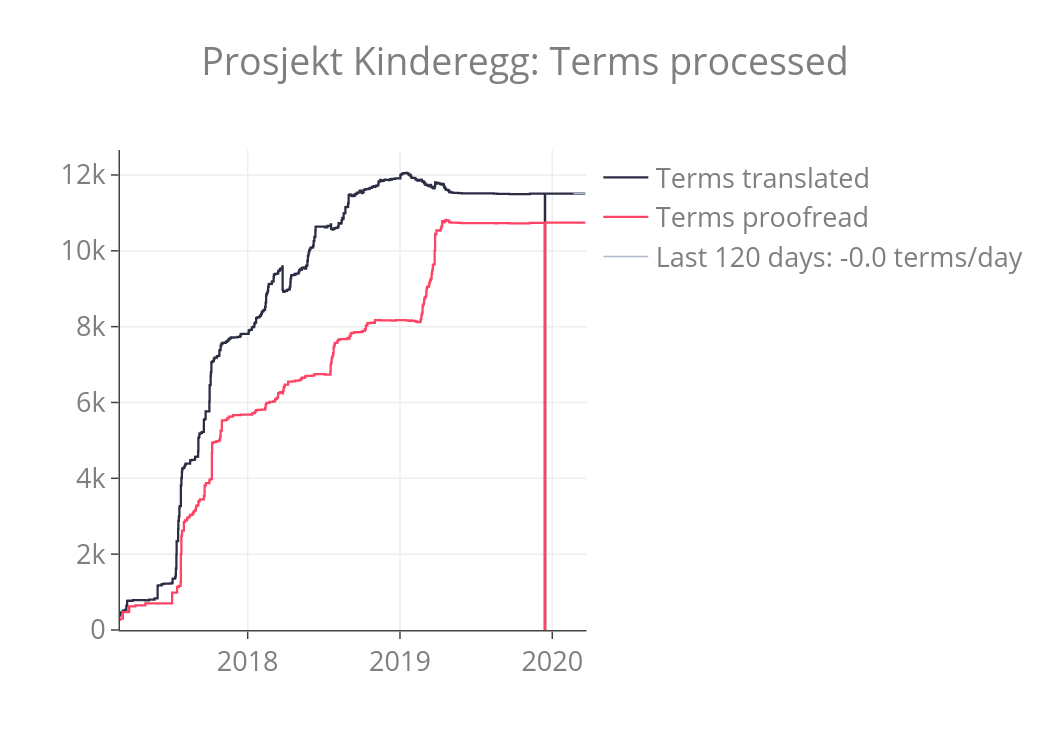 Prosjekt Kinderegg: Terms processed
12k
10k
8k
6k
4k
2k
0
2018 2019 2020
Terms translated
Terms proofread
Last 120 days: -0.0 terms/day